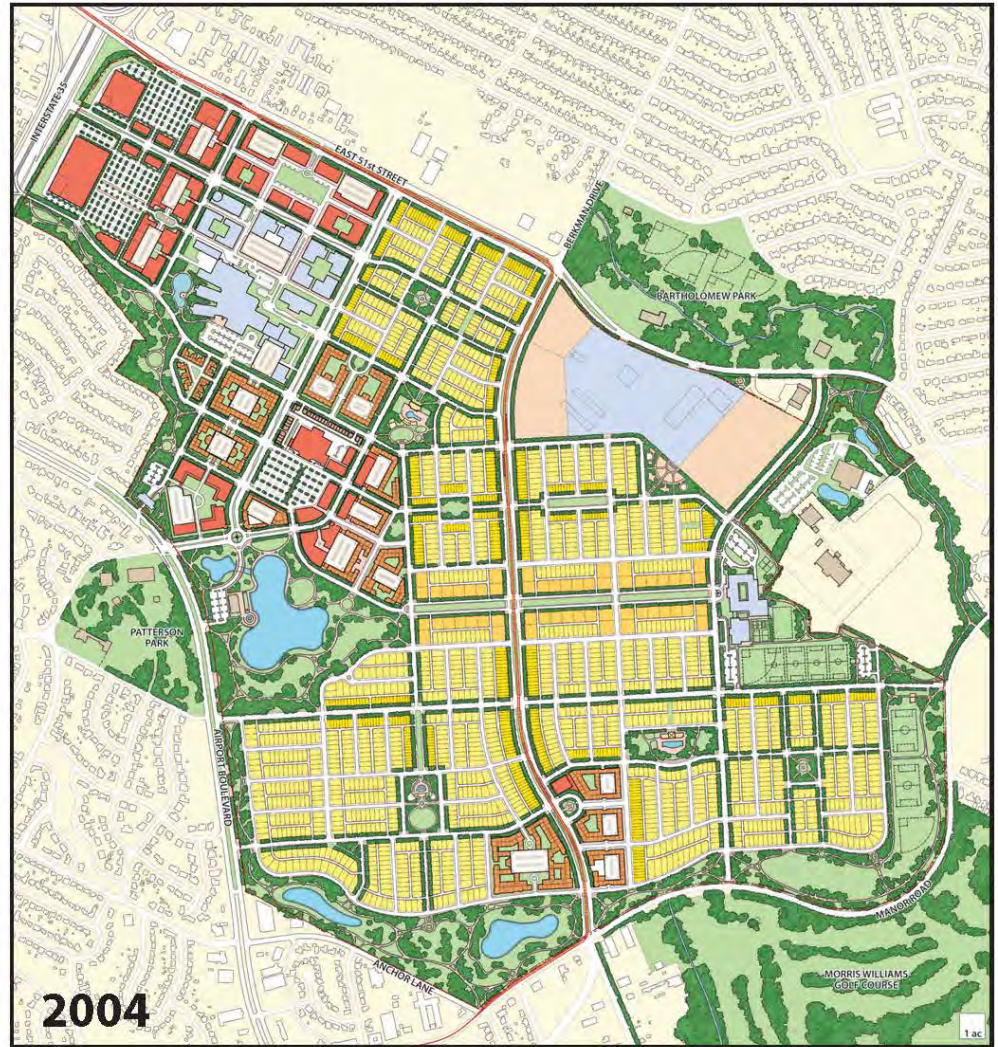 INTERSTATE 35
EAST 51st STREET
BERKMAN DRIVE
BARTHOLOMEW PARK
PATTERSON
PARK
AIRPORT BOULEVARD
MANOR ROAD
ANCHOR LANE
MORRIS WILLIAMS
GOLF COURSE
2004
1 ac